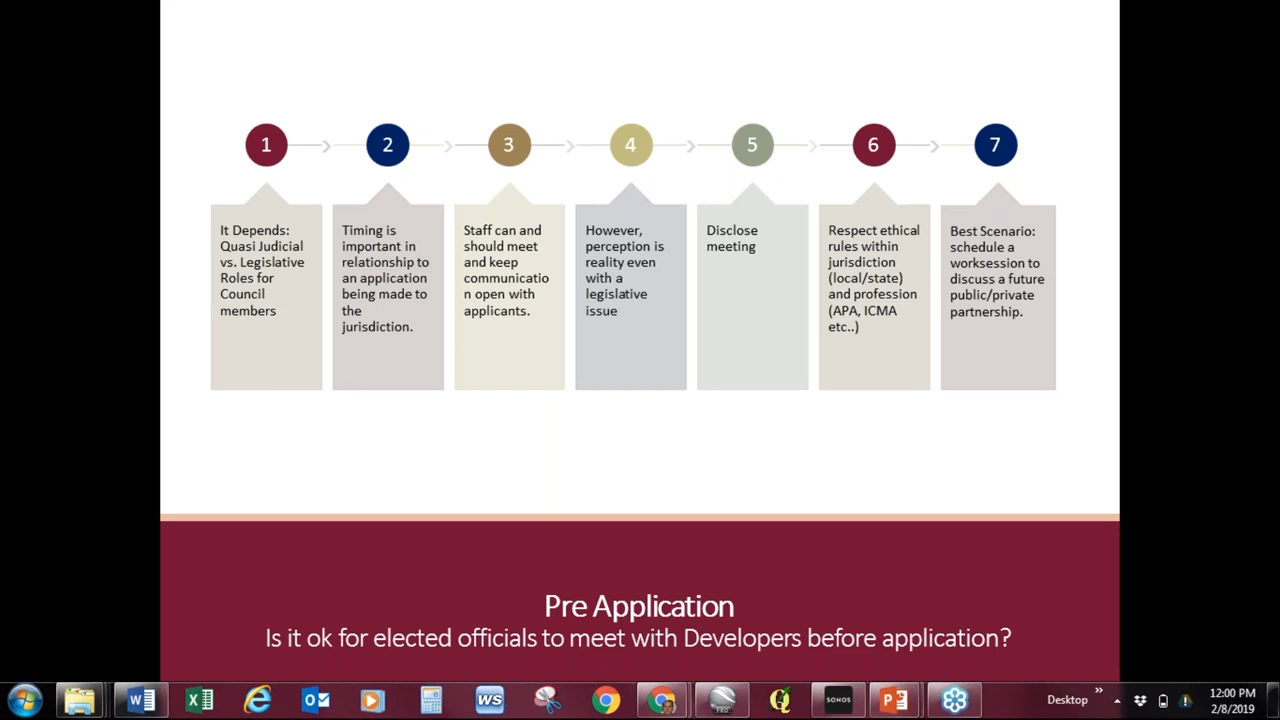 1
2
3
4
5
6
7
It Depends:
Quasi Judicial
vs. Legislative
Roles for
Council
members
Timing is
important in
relationship to
an application
being made to
the
jurisdiction.
Staff can and
should meet
and keep
communicatio
n open with
applicants.
However,
perception is
reality even
with a
legislative
issue
Disclose
meeting
Respect ethical
rules within
jurisdiction
(local/state)
and profession
(APA, ICMA
etc..)
Best Scenario:
schedule a
worksession to
discuss a future
public/private
partnership.
Pre Application
Is it ok for elected officials to meet with Developers before application?
WS
PRO
SONOS
Desktop
12:00 PM
2/8/2019